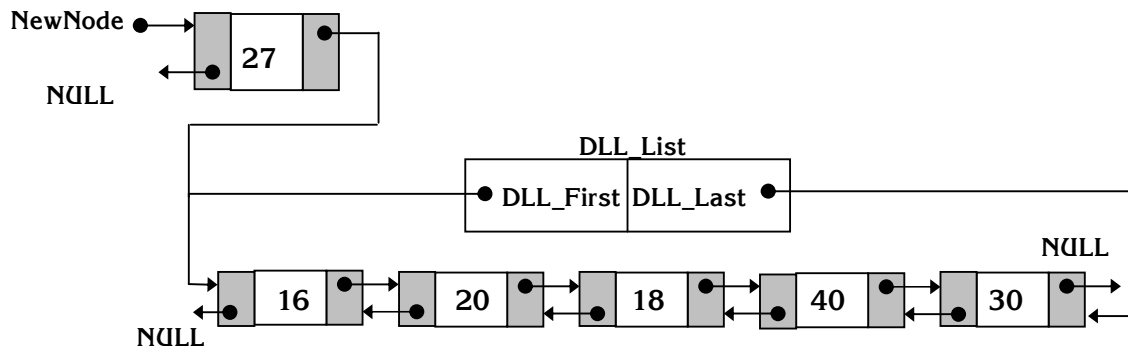 NewNode
27
NULL
DLL_List
DLL_First DLL_Last
NULL
16 20 18 40 30
NULL